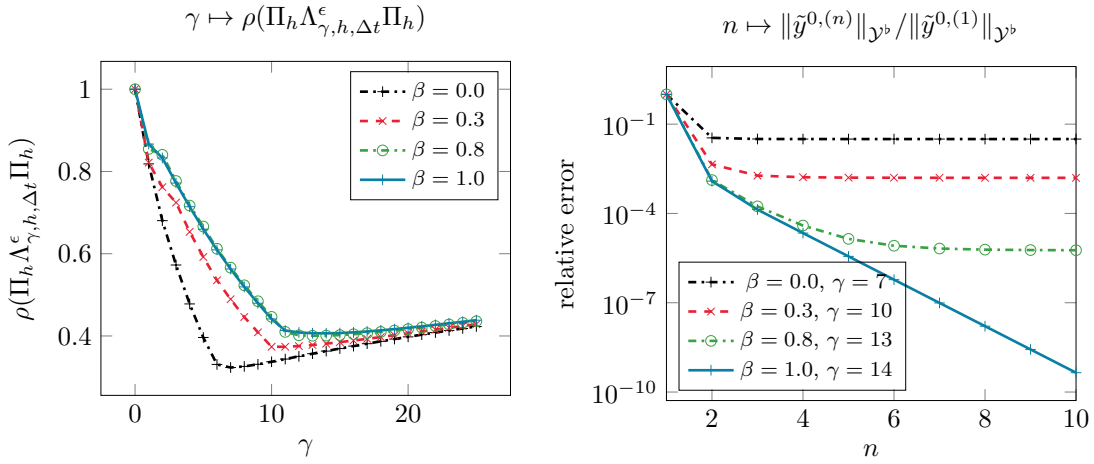 γ ↦ ρ(Π_h Λ^ϵ_{γ,h,Δt} Π_h)
1
0.8
0.6
0.4
ρ(Π_h Λ^ϵ_{γ,h,Δt} Π_h)
β = 0.0
β = 0.3
β = 0.8
β = 1.0
0
10
20
γ
n ↦ ‖ỹ^{0,(n)}‖_{𝒴^♭}/‖ỹ^{0,(1)}‖_{𝒴^♭}
10^{−1}
10^{−4}
10^{−7}
10^{−10}
relative error
β = 0.0, γ = 7
β = 0.3, γ = 10
β = 0.8, γ = 13
β = 1.0, γ = 14
2
4
6
8
10
n